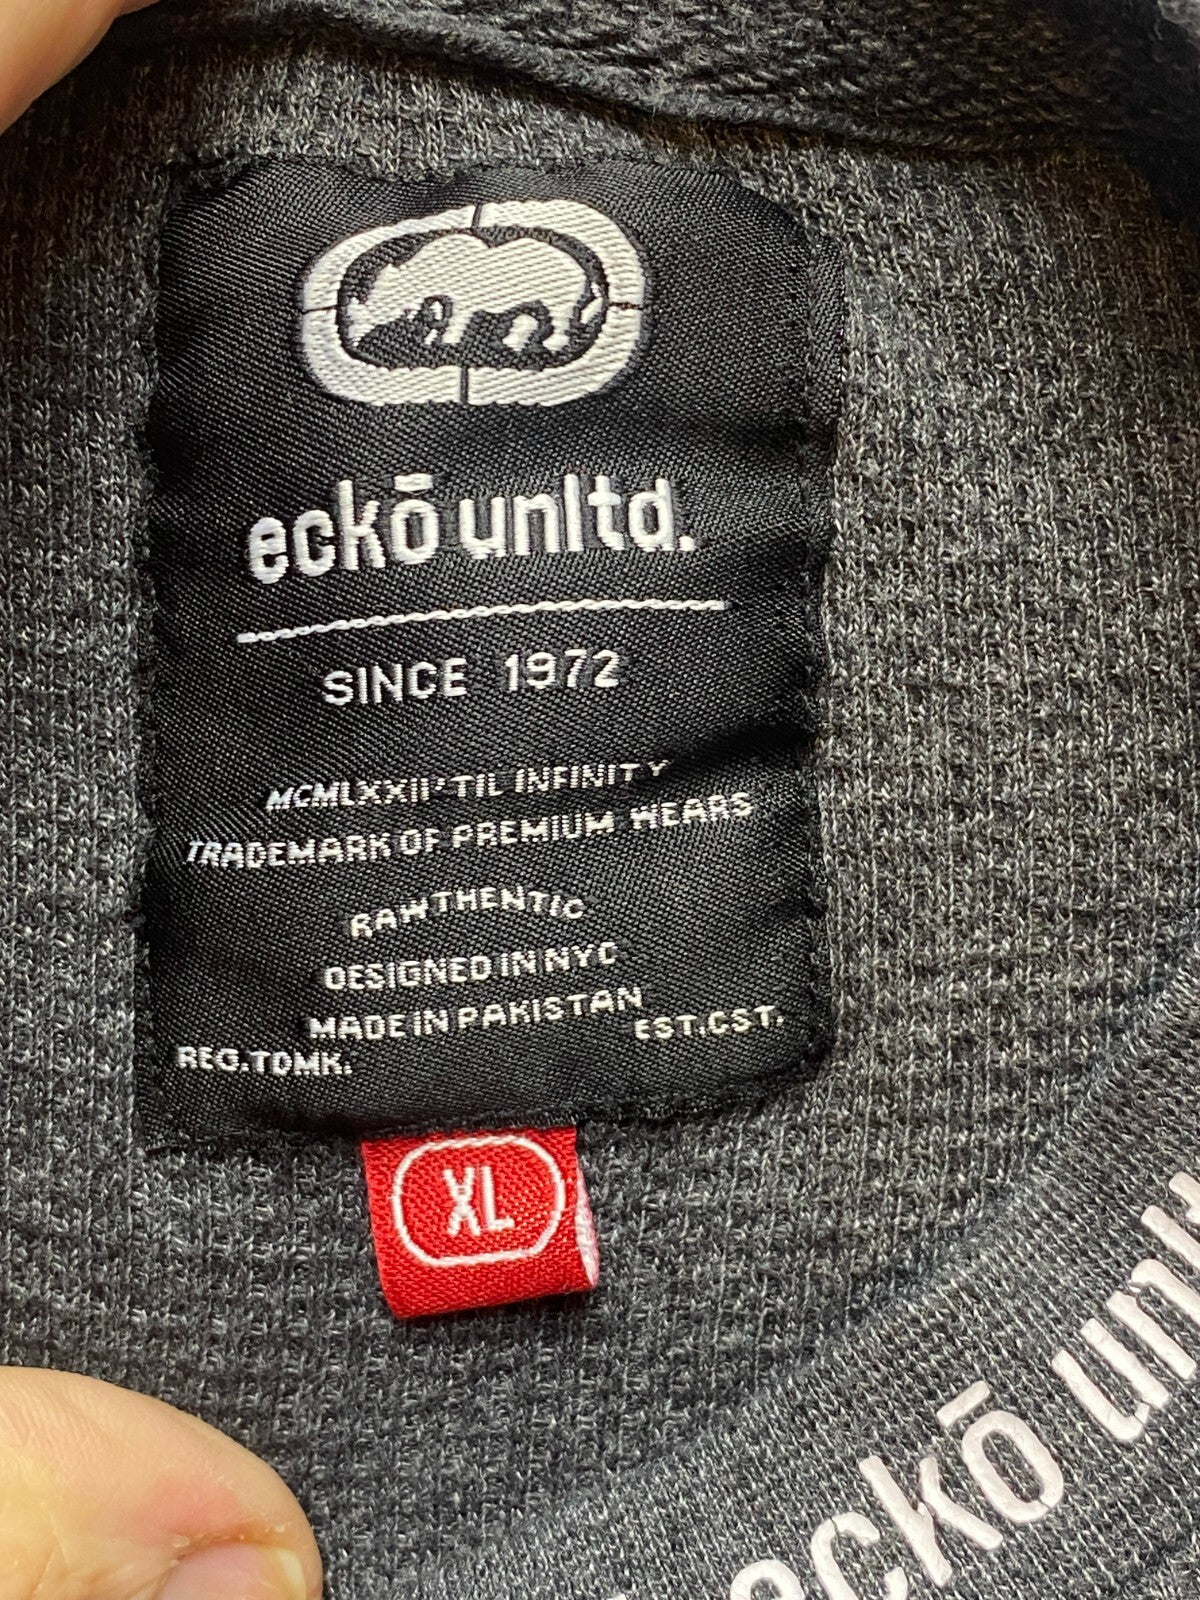 eckō unltd.
SINCE 1972
MCMLXXII 'TIL INFINITY
TRADEMARK OF PREMIUM WEARS
RAWTHENTIC
DESIGNED IN NYC
MADE IN PAKISTAN
REG.TDMK. EST.CST.
XL
eckō unlt